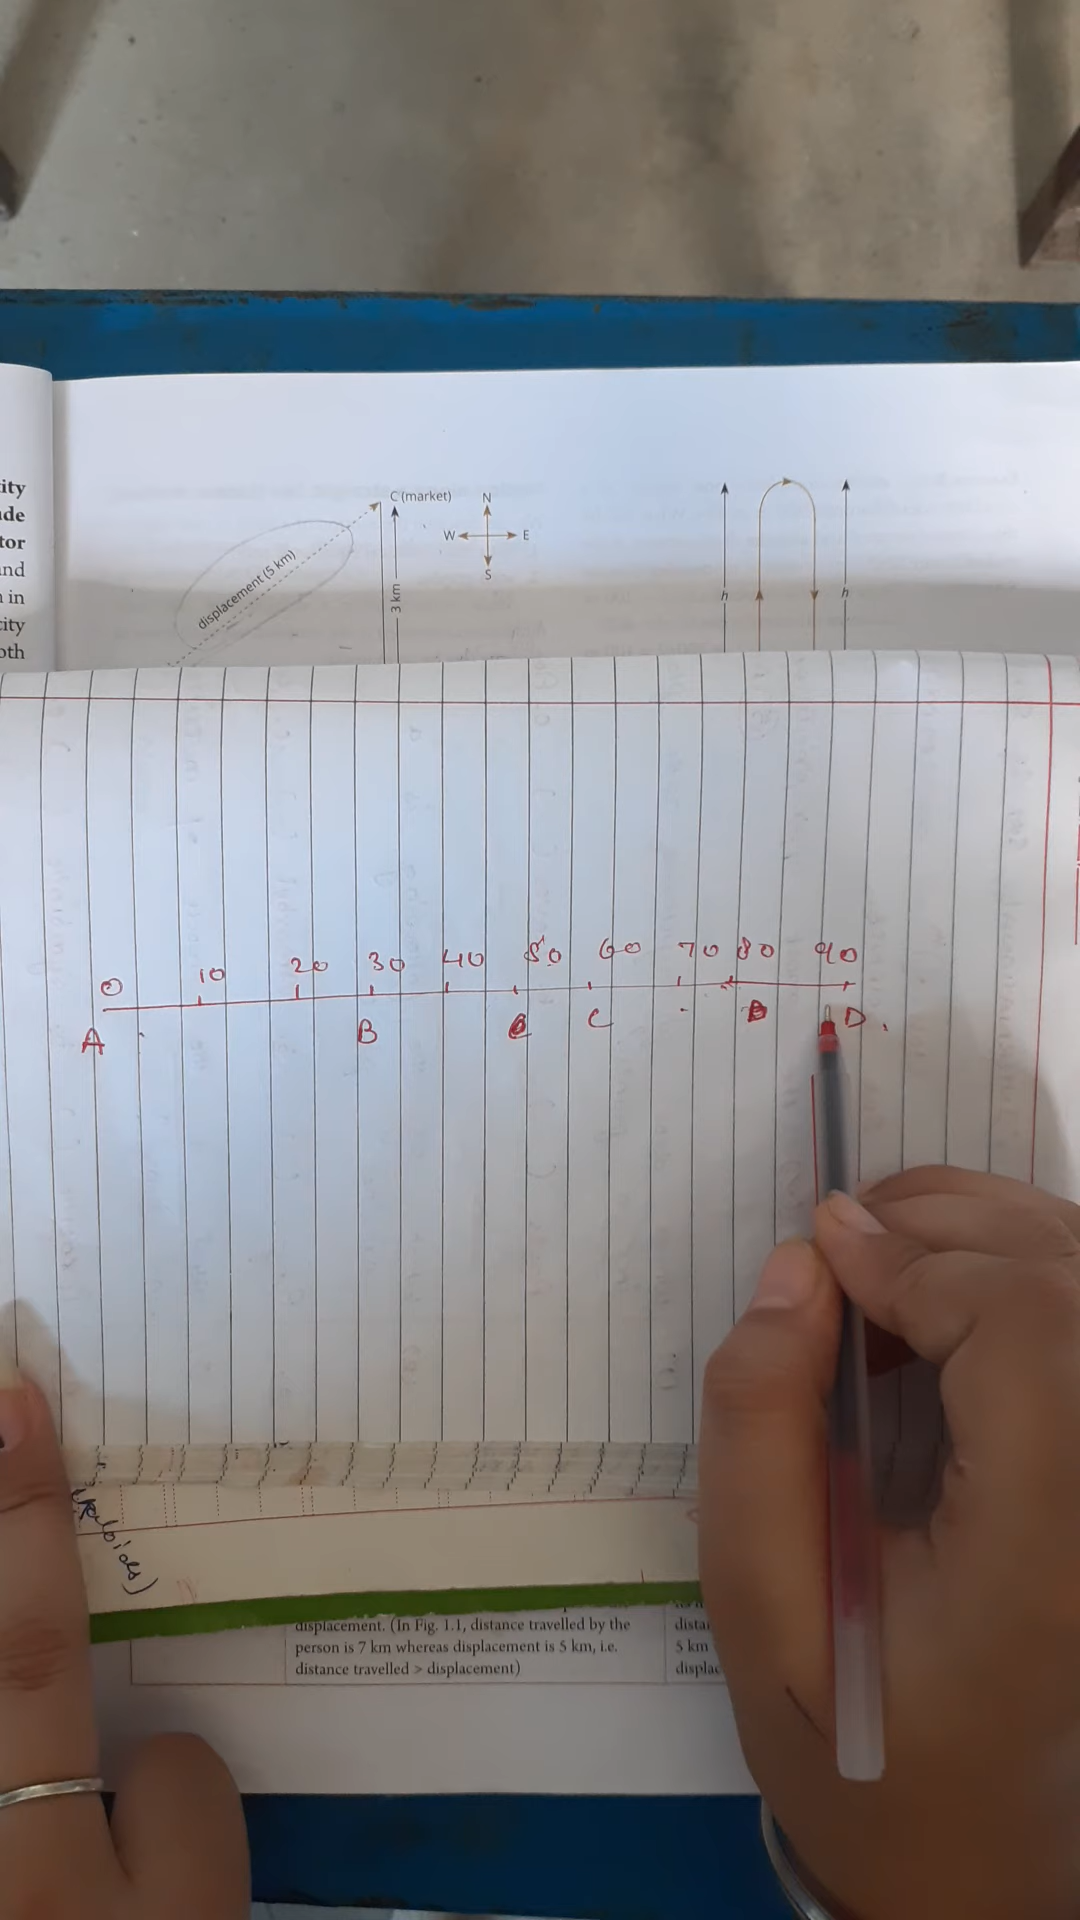 ity
de
tor
and
in
city
oth
C (market)
N
W
E
S
displacement (5 km)
3 km
h
h
0 10 20 30 40 50 60 70 80 90
A B C D.
displacement. (In Fig. 1.1, distance travelled by the
person is 7 km whereas displacement is 5 km, i.e.
distance travelled > displacement)
5 km